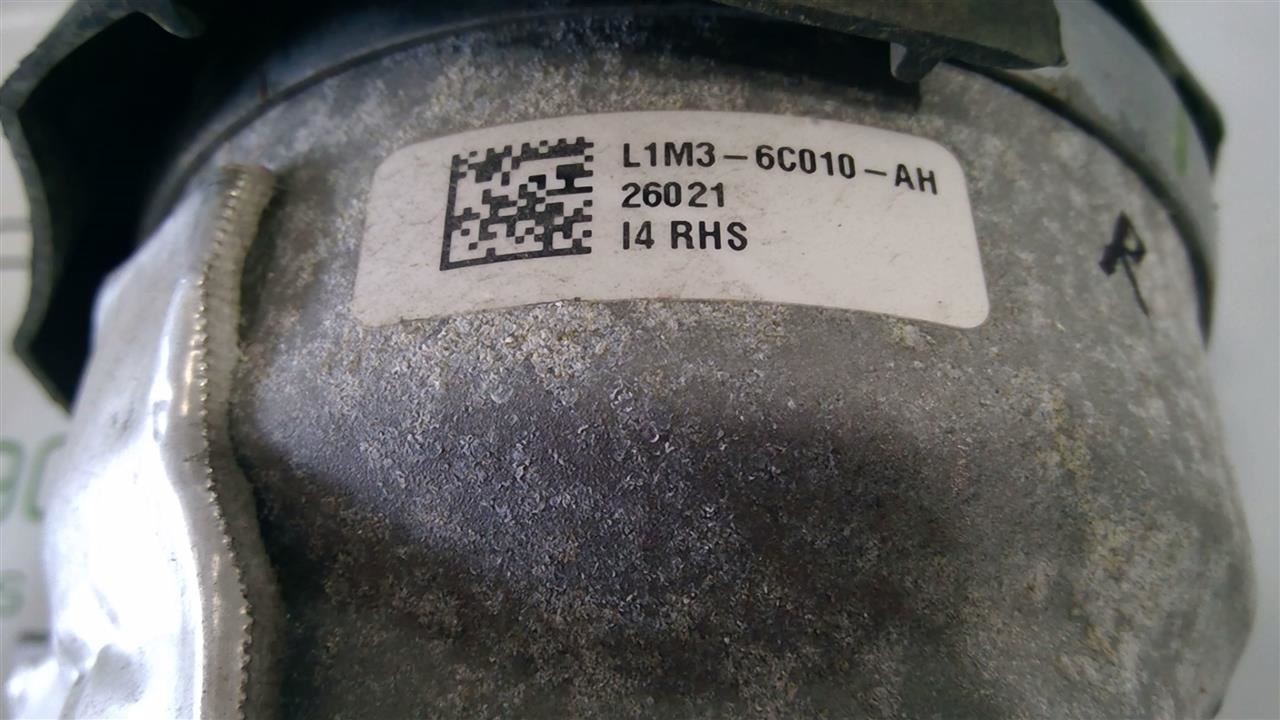 L1M3-6C010-AH
26021
I4 RHS
R